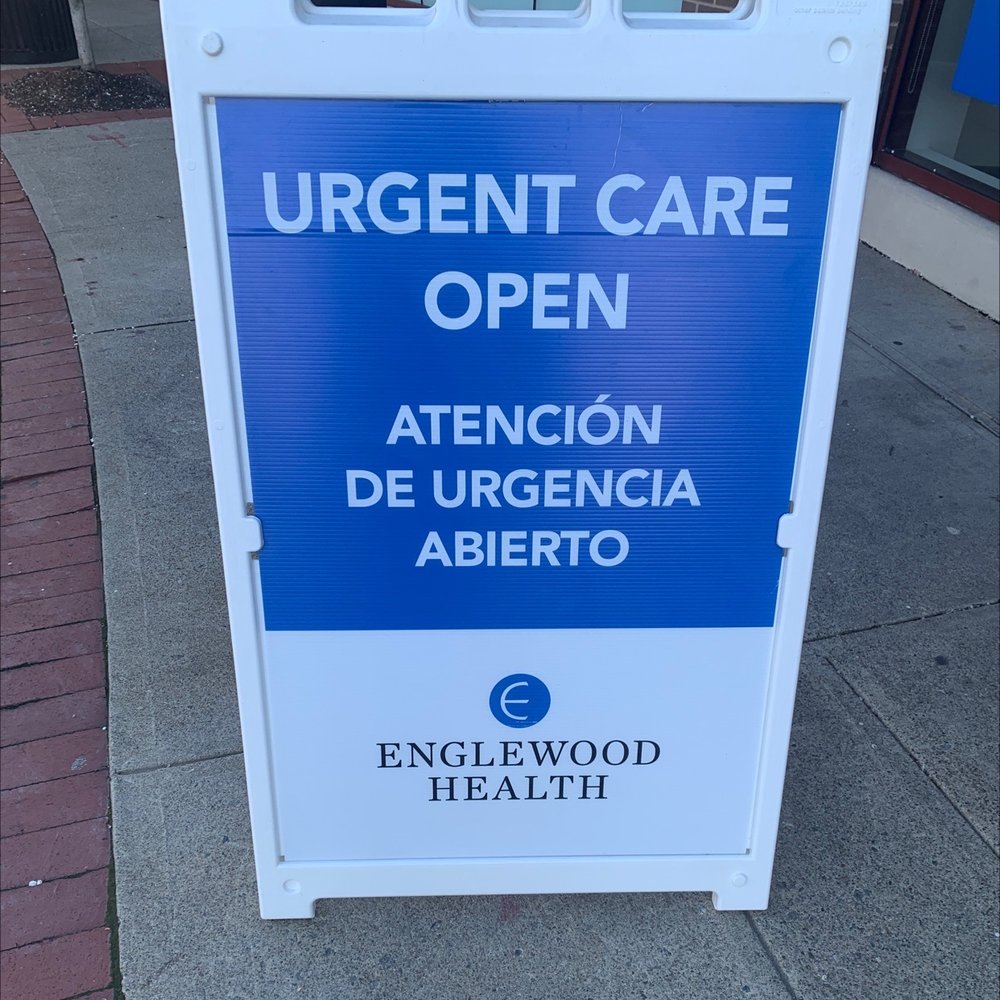 URGENT CARE
OPEN
ATENCIÓN
DE URGENCIA
ABIERTO
E
ENGLEWOOD
HEALTH